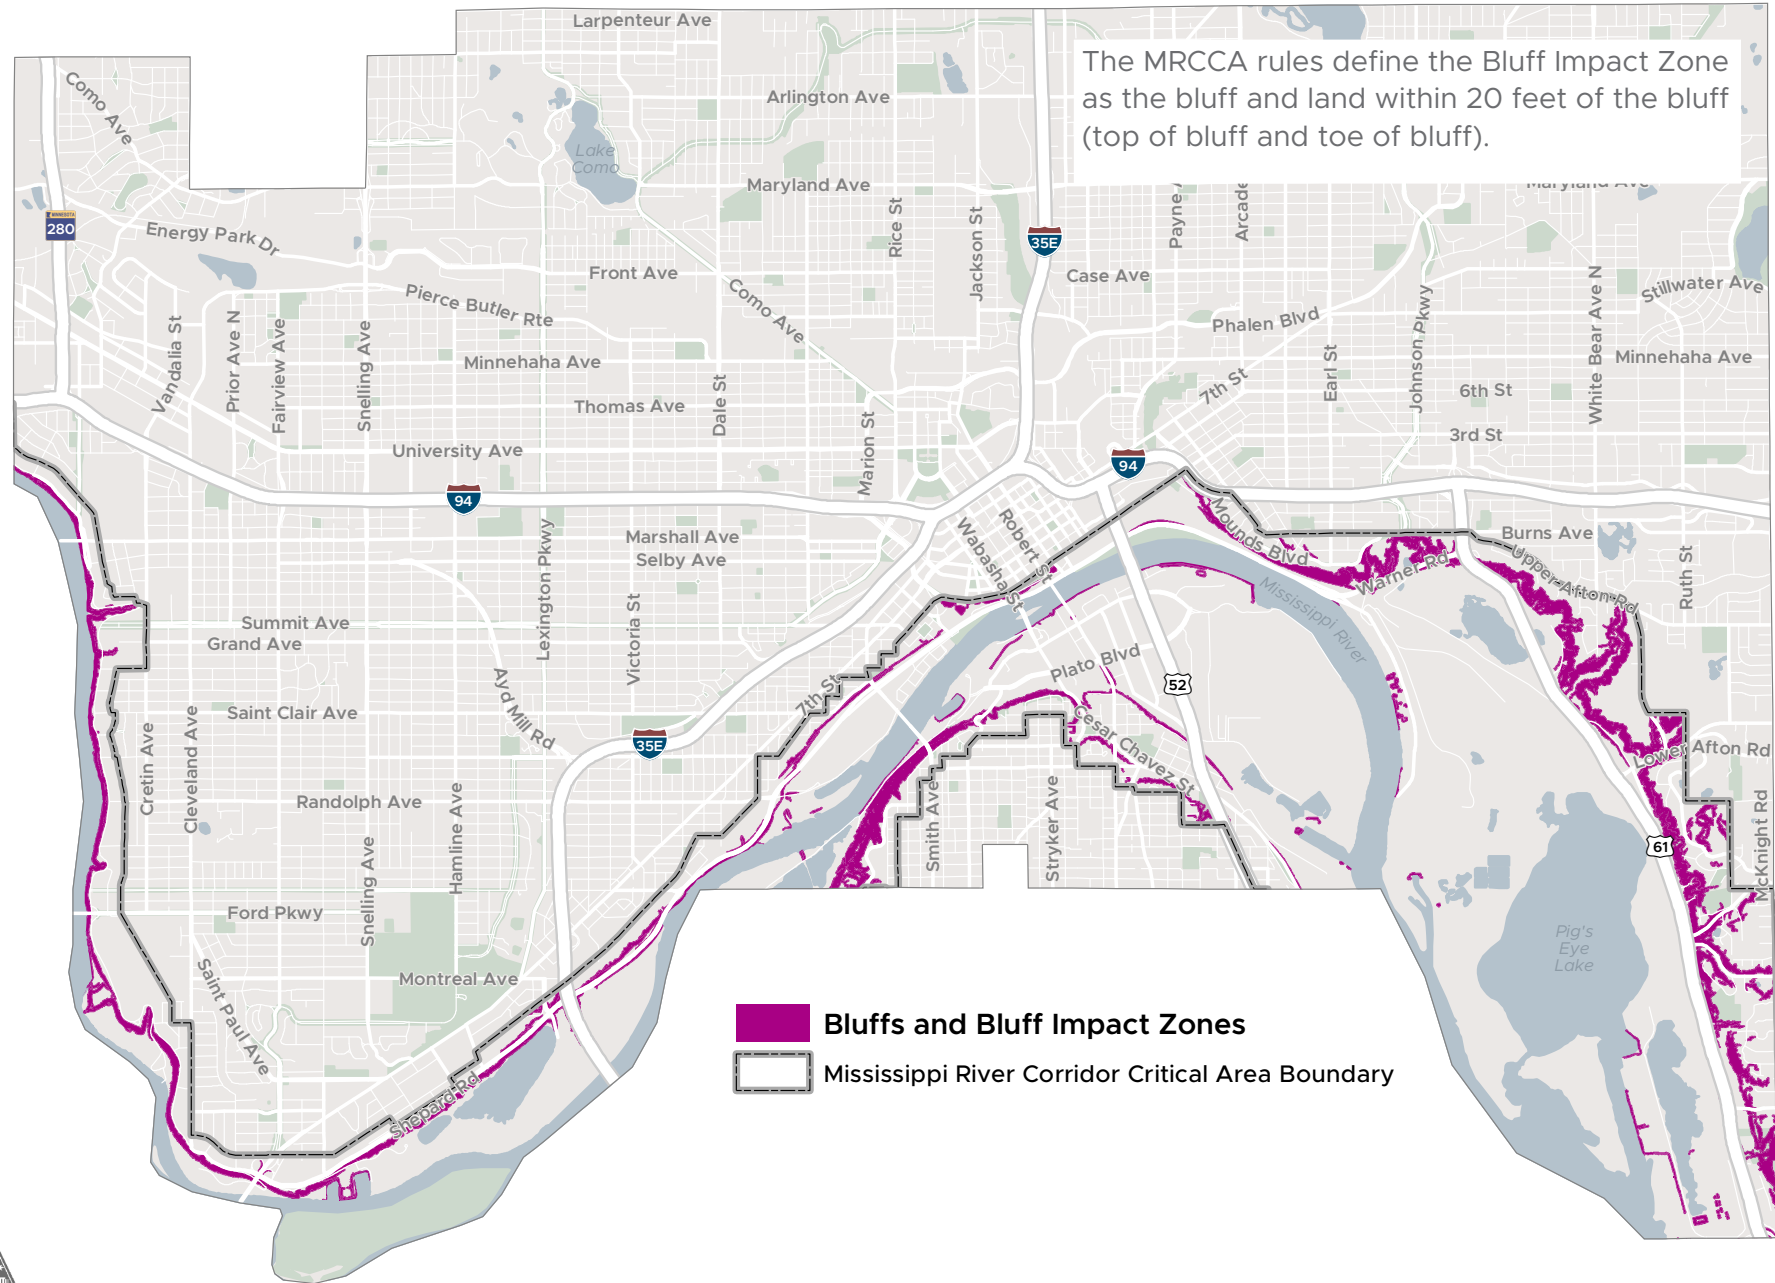 Larpenteur Ave
The MRCCA rules define the Bluff Impact Zone
as the bluff and land within 20 feet of the bluff
(top of bluff and toe of bluff).
Como Ave
Arlington Ave
Lake
Como
Maryland Ave
Maryland Ave
MINNESOTA
280
Energy Park Dr
Rice St
Jackson St
35E
Payne
Arcade
Front Ave
Case Ave
Como Ave
Pierce Butler Rte
White Bear Ave N
Stillwater Ave
Johnson Pkwy
Phalen Blvd
Vandalia St
Prior Ave N
Fairview Ave
Snelling Ave
Minnehaha Ave
Minnehaha Ave
Earl St
7th St
6th St
Thomas Ave
Dale St
Marion St
3rd St
University Ave
94
94
Marshall Ave
Selby Ave
Lexington Pkwy
Wabasha St
Robert St
Mounds Blvd
Burns Ave
Warner Rd
Upper Afton Rd
Ruth St
Mississippi River
Summit Ave
Grand Ave
Victoria St
Ayd Mill Rd
Plato Blvd
52
7th St
Saint Clair Ave
35E
Cesar Chavez St
Lower Afton Rd
Cretin Ave
Cleveland Ave
Randolph Ave
Hamline Ave
Snelling Ave
Smith Ave
Stryker Ave
61
McKnight Rd
Ford Pkwy
Pig's
Eye
Lake
Saint Paul Ave
Montreal Ave
Shepard Rd
Bluffs and Bluff Impact Zones
Mississippi River Corridor Critical Area Boundary